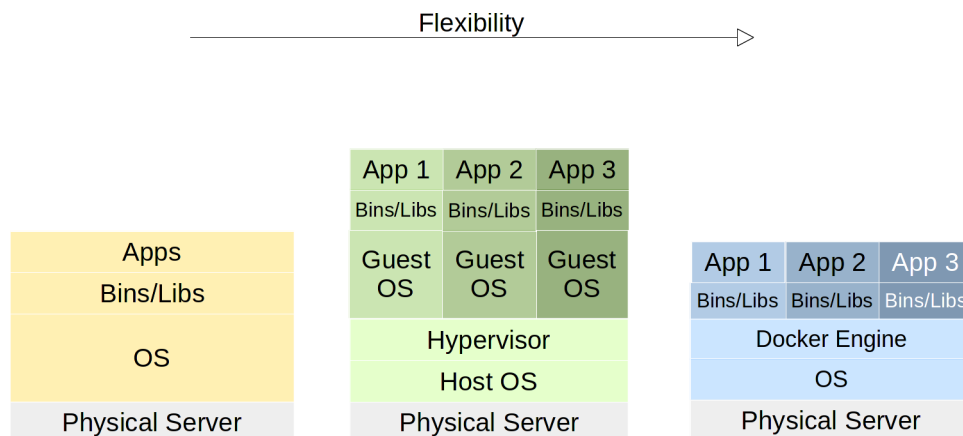 Flexibility
Apps
Bins/Libs
OS
Physical Server
App 1 App 2 App 3
Bins/Libs Bins/Libs Bins/Libs
Guest OS Guest OS Guest OS
Hypervisor
Host OS
Physical Server
App 1 App 2 App 3
Bins/Libs Bins/Libs Bins/Libs
Docker Engine
OS
Physical Server